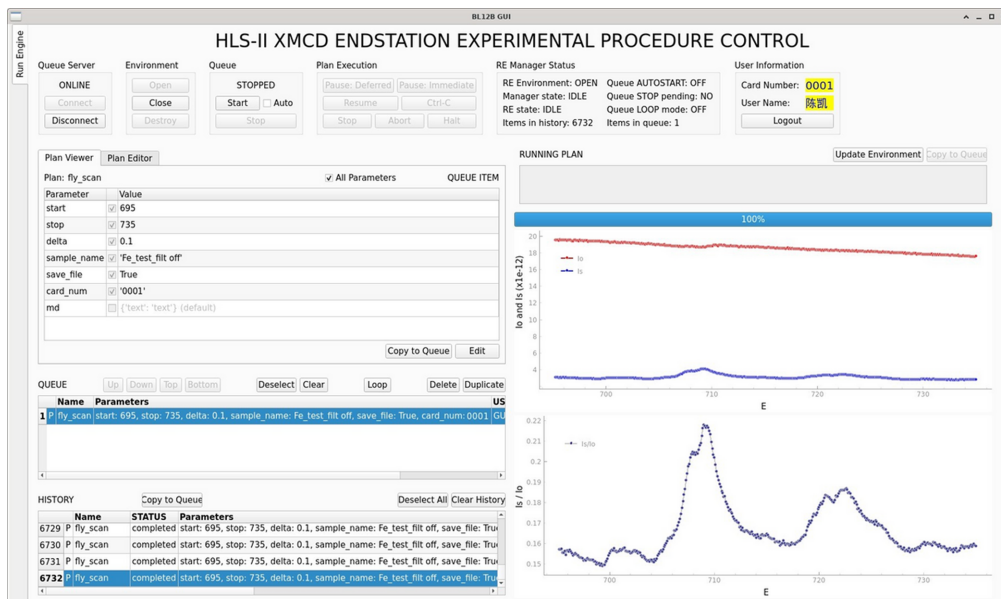 BL12B GUI
Run Engine
HLS-II XMCD ENDSTATION EXPERIMENTAL PROCEDURE CONTROL
Queue Server
ONLINE
Connect
Disconnect
Environment
Open
Close
Destroy
Queue
STOPPED
Start Auto
Stop
Plan Execution
Pause: Deferred Pause: Immediate
Resume Ctrl-C
Stop Abort Halt
RE Manager Status
RE Environment: OPEN Queue AUTOSTART: OFF
Manager state: IDLE Queue STOP pending: NO
RE state: IDLE Queue LOOP mode: OFF
Items in history: 6732 Items in queue: 1
User Information
Card Number: 0001
User Name: 陈凯
Logout
Plan Viewer Plan Editor
Plan: fly_scan All Parameters QUEUE ITEM
Parameter Value
start 695
stop 735
delta 0.1
sample_name 'Fe_test_filt off'
save_file True
card_num '0001'
md {'text': 'text'} (default)
Copy to Queue Edit
QUEUE Up Down Top Bottom Deselect Clear Loop Delete Duplicate
Name Parameters US
1 P fly_scan start: 695, stop: 735, delta: 0.1, sample_name: Fe_test_filt off, save_file: True, card_num: 0001 GU
HISTORY Copy to Queue Deselect All Clear History
Name STATUS Parameters
6729 P fly_scan completed start: 695, stop: 735, delta: 0.1, sample_name: Fe_test_filt off, save_file: True
6730 P fly_scan completed start: 695, stop: 735, delta: 0.1, sample_name: Fe_test_filt off, save_file: True
6731 P fly_scan completed start: 695, stop: 735, delta: 0.1, sample_name: Fe_test_filt off, save_file: True
6732 P fly_scan completed start: 695, stop: 735, delta: 0.1, sample_name: Fe_test_filt off, save_file: True
RUNNING PLAN Update Environment Copy to Queue
100%
Io and Is (x1e-12)
20
18
16
14
12
10
8
6
4
Io
Is
700 710 720 730
E
Is / Io
0.22
0.21
0.2
0.19
0.18
0.17
0.16
0.15
Is/Io
700 710 720 730
E